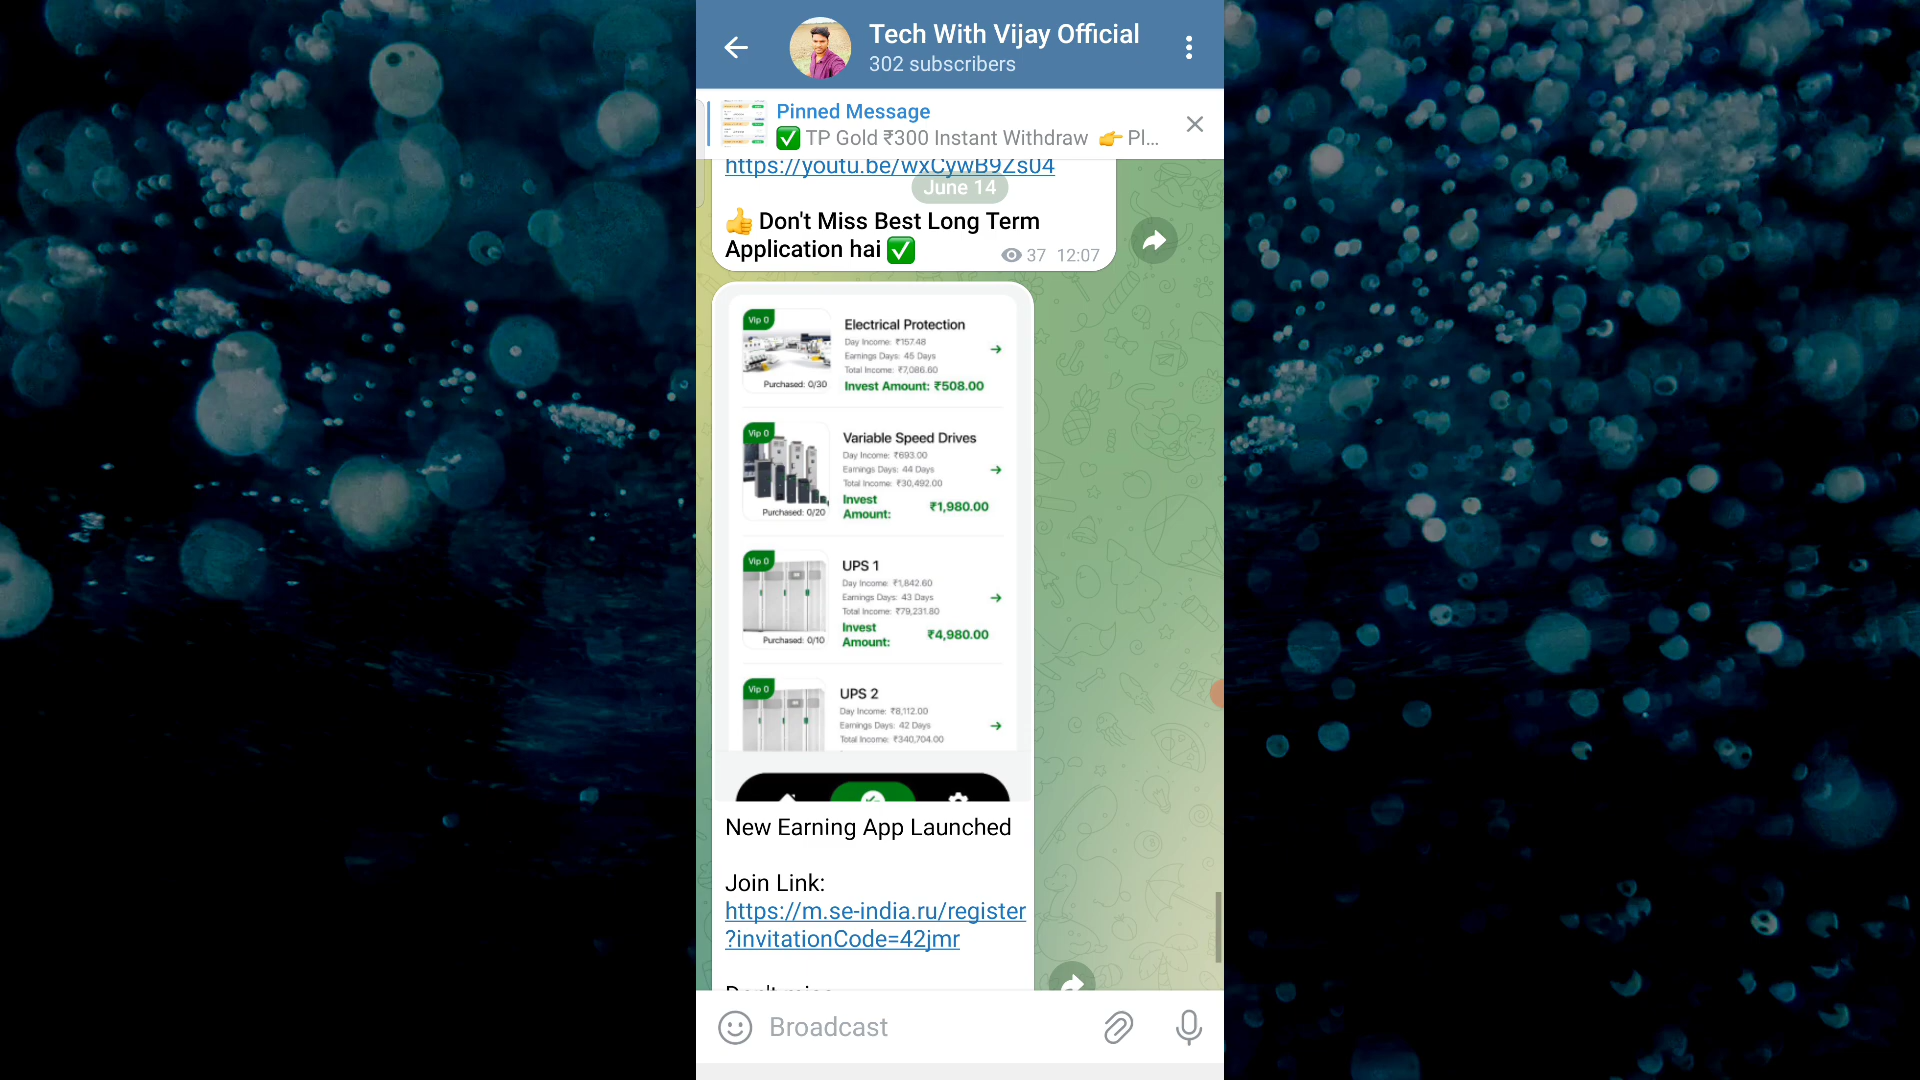 Tech With Vijay Official
302 subscribers
Pinned Message
✅ TP Gold ₹300 Instant Withdraw 👉 Pl...
https://youtu.be/wxCywB9Zs04
June 14
👍 Don't Miss Best Long Term
Application hai ✅
37 12:07
Vip 0
Electrical Protection
Day Income: ₹157.48
Earnings Days: 45 Days
Total Income: ₹7,086.60
Purchased: 0/30
Invest Amount: ₹508.00
Vip 0
Variable Speed Drives
Day Income: ₹693.00
Earnings Days: 44 Days
Total Income: ₹30,492.00
Invest
Amount: ₹1,980.00
Purchased: 0/20
Vip 0
UPS 1
Day Income: ₹1,842.60
Earnings Days: 43 Days
Total Income: ₹79,231.80
Invest
Amount: ₹4,980.00
Purchased: 0/10
Vip 0
UPS 2
Day Income: ₹8,112.00
Earnings Days: 42 Days
Total Income: ₹340,704.00
New Earning App Launched
Join Link:
https://m.se-india.ru/register
?invitationCode=42jmr
Don't miss
Broadcast